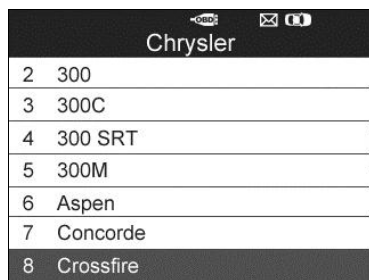 OBD
Chrysler
2 300
3 300C
4 300 SRT
5 300M
6 Aspen
7 Concorde
8 Crossfire